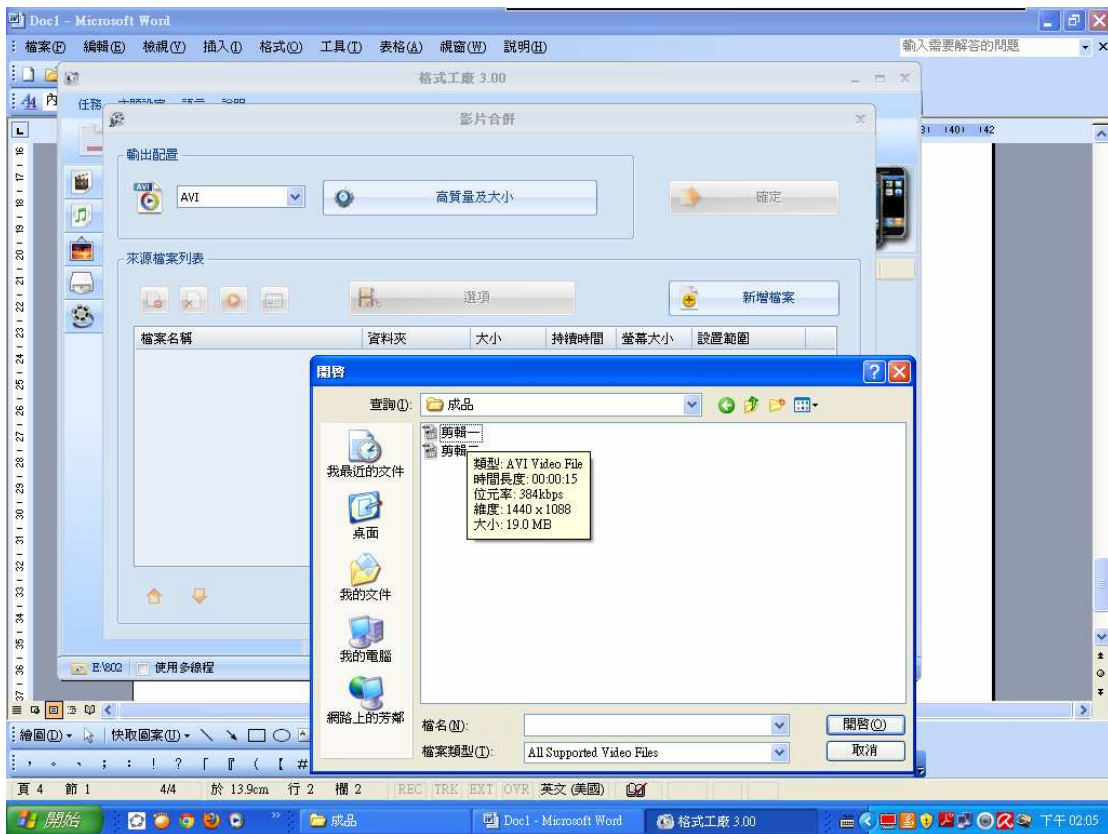 Doc1 - Microsoft Word
檔案(F) 編輯(E) 檢視(V) 插入(I) 格式(O) 工具(T) 表格(A) 視窗(W) 說明(H) 輸入需要解答的問題
格式工廠 3.00
任務
影片合併
輸出配置
AVI 高質量及大小 確定
來源檔案列表
選項 新增檔案
檔案名稱 資料夾 大小 持續時間 螢幕大小 設置範圍
開啓
查詢(I): 成品
剪輯一
剪輯
類型: AVI Video File
時間長度: 00:00:15
位元率: 384kbps
維度: 1440 x 1088
大小: 19.0 MB
我最近的文件
桌面
我的文件
我的電腦
網路上的芳鄰
檔名(N): 開啓(O)
檔案類型(T): All Supported Video Files 取消
E:\802 使用多線程
繪圖(D) 快取圖案(U)
頁 4 節 1 4/4 於 13.9cm 行 2 欄 2 REC TRK EXT OVR 英文 (美國)
開始 成品 Doc1 - Microsoft Word 格式工廠 3.00 下午 02:05